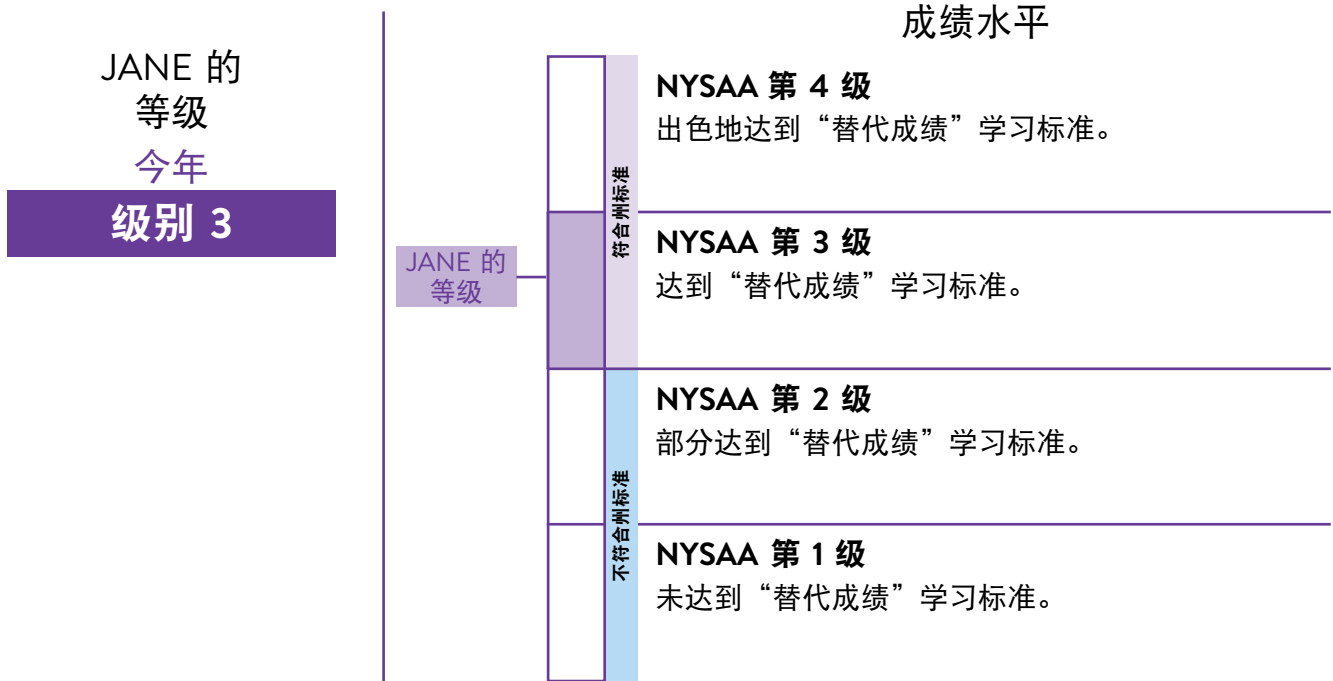 JANE 的
等级
今年
级别 3
成绩水平
JANE 的
等级
符合州标准
不符合州标准
NYSAA 第 4 级
出色地达到“替代成绩”学习标准。
NYSAA 第 3 级
达到“替代成绩”学习标准。
NYSAA 第 2 级
部分达到“替代成绩”学习标准。
NYSAA 第 1 级
未达到“替代成绩”学习标准。